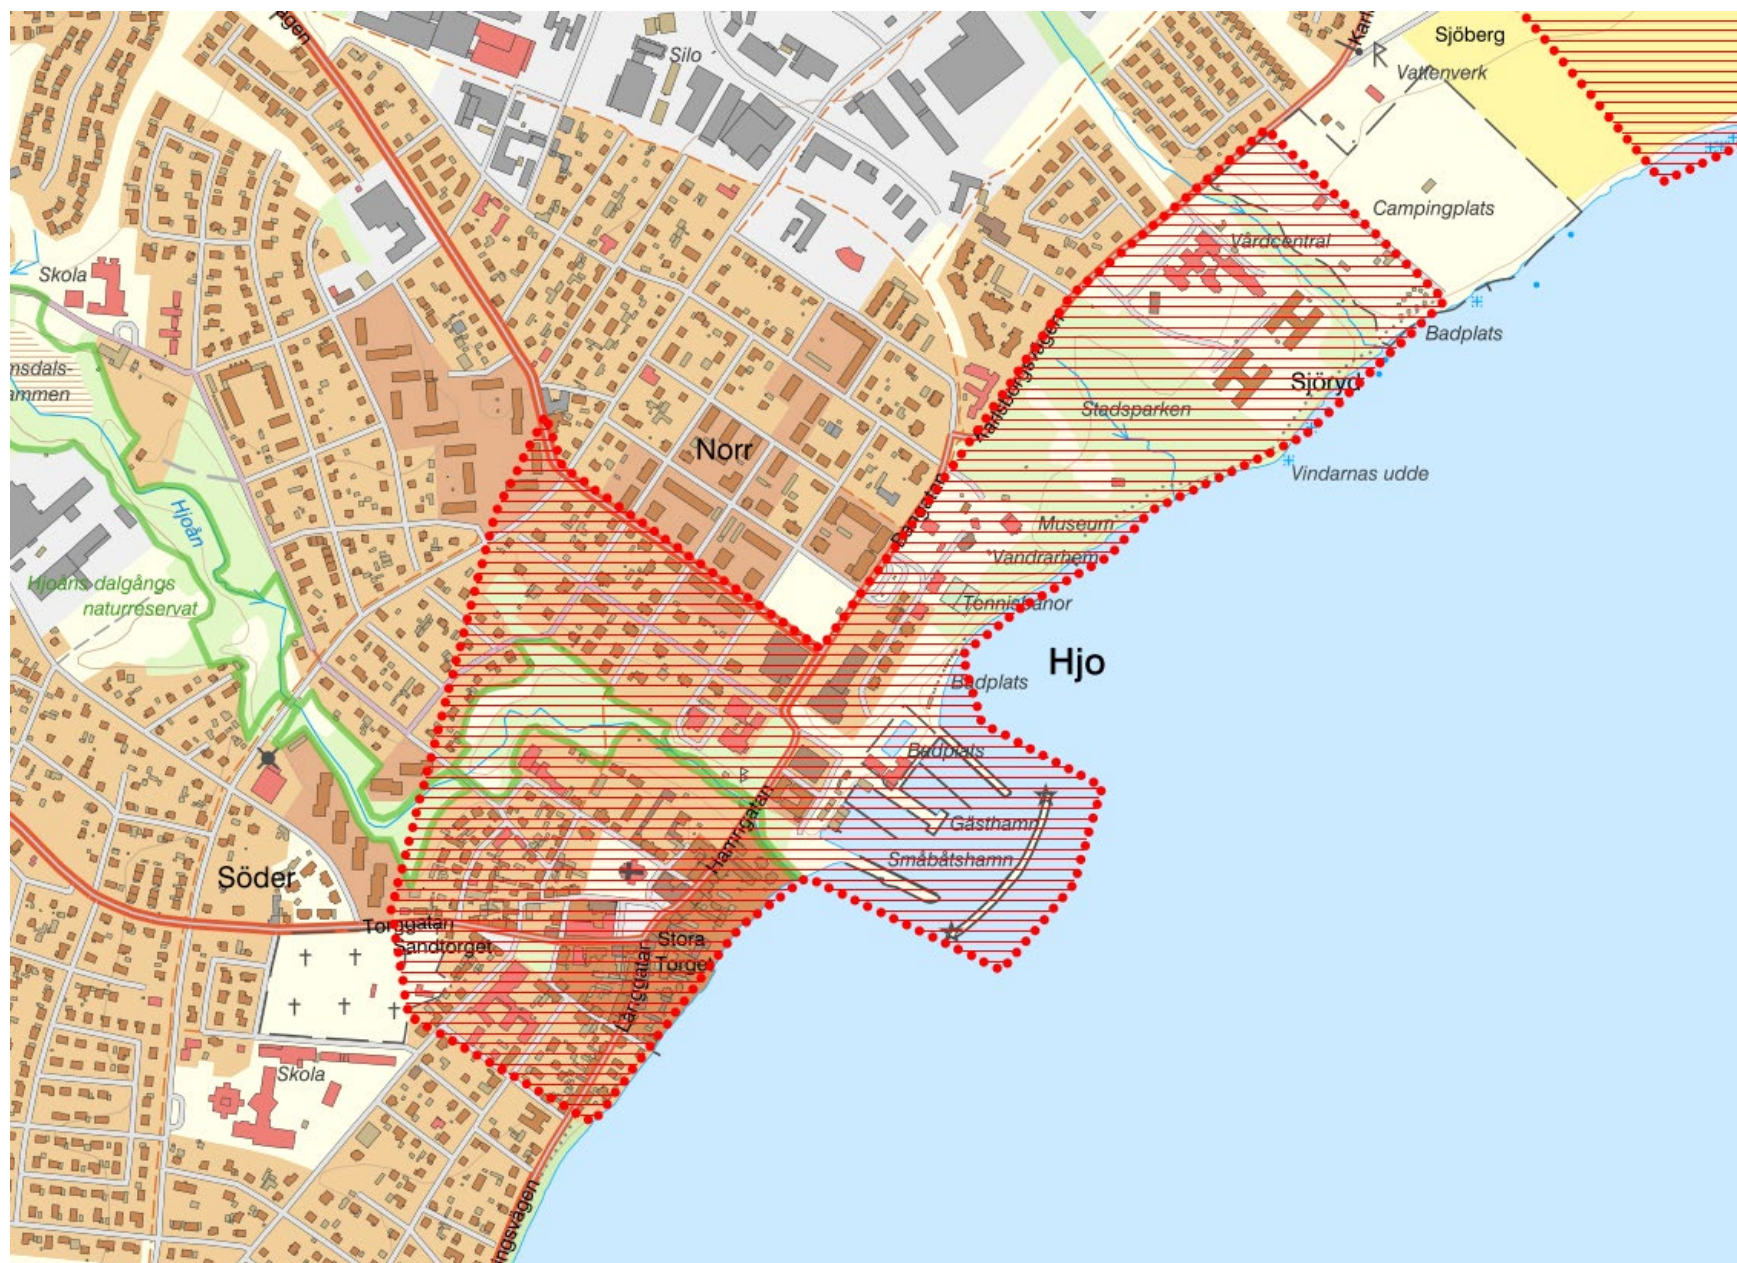 Sjöberg
Silo
Vattenverk
Campingplats
Vårdcentral
Skola
Badplats
Karlsborgsvägen
Sjöryd
Stadsparken
Norr
Vindarnas udde
Hjoån
Bangatan
Museum
Vandrarhem
Hjoåns dalgångs
naturreservat
Tennisbanor
Hjo
Badplats
Badplats
Hamngatan
Gästhamn
Småbåtshamn
Söder
Torggatan
Sandtorget
Stora
Torget
Långgatan
Skola